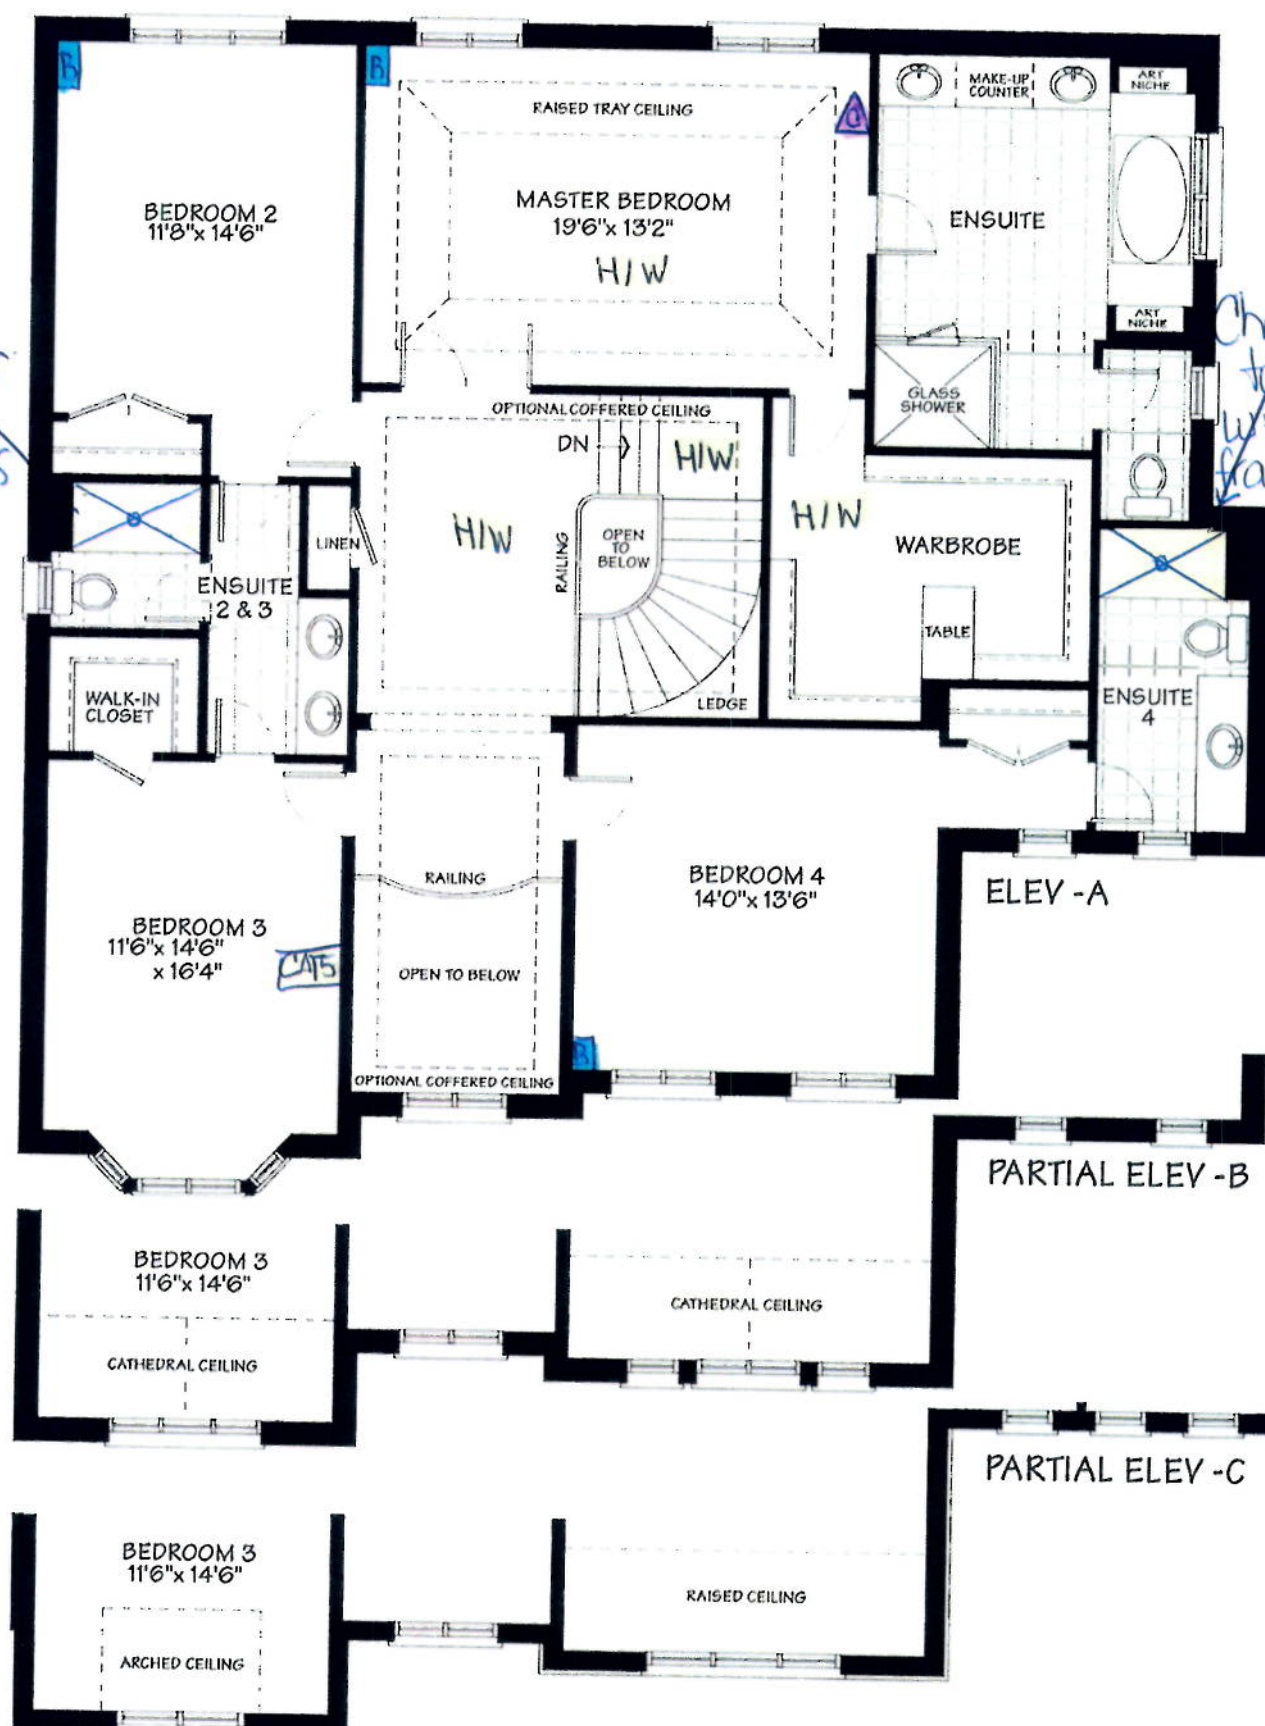 B
B
RAISED TRAY CEILING
C
MAKE-UP
COUNTER
ART
NICHE
BEDROOM 2
11'8"x 14'6"
MASTER BEDROOM
19'6"x 13'2"
H/W
ENSUITE
ART
NICHE
GLASS
SHOWER
OPTIONAL COFFERED CEILING
DN
H/W
H/W
H/W
LINEN
RAILING
OPEN
TO
BELOW
WARBROBE
ENSUITE
2 & 3
TABLE
WALK-IN
CLOSET
LEDGE
ENSUITE
4
BEDROOM 4
14'0"x 13'6"
RAILING
ELEV -A
BEDROOM 3
11'6"x 14'6"
x 16'4"
CAT5
OPEN TO BELOW
B
OPTIONAL COFFERED CEILING
PARTIAL ELEV -B
BEDROOM 3
11'6"x 14'6"
CATHEDRAL CEILING
CATHEDRAL CEILING
PARTIAL ELEV -C
BEDROOM 3
11'6"x 14'6"
RAISED CEILING
ARCHED CEILING